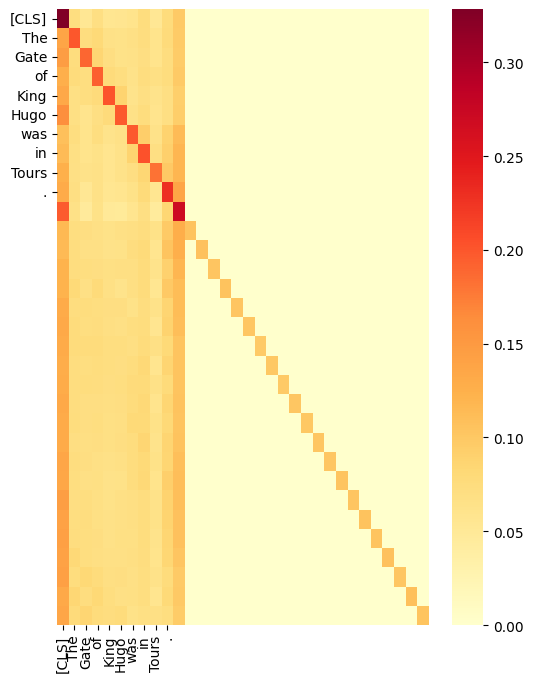 [CLS]
The
Gate
of
King
Hugo
was
in
Tours
.
0.30
0.25
0.20
0.15
0.10
0.05
0.00
[CLS]
The
Gate
of
King
Hugo
was
in
Tours
.